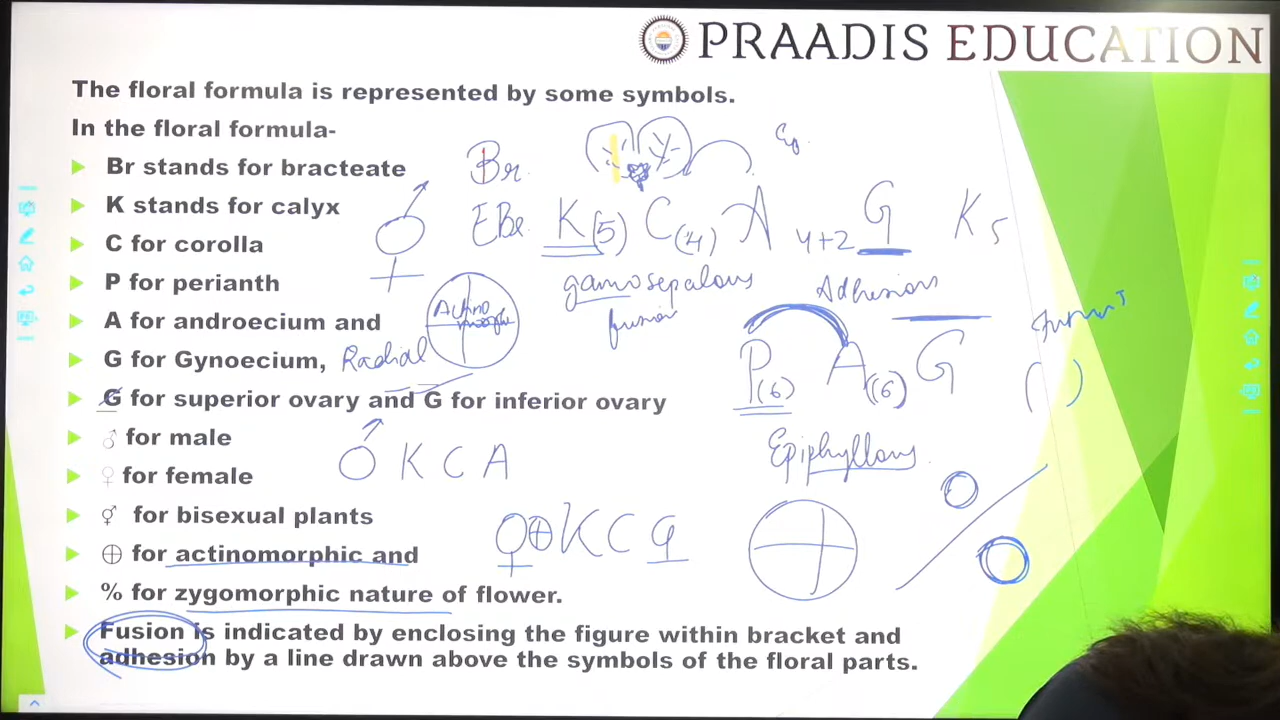 PRAADIS EDUCATION
The floral formula is represented by some symbols.
In the floral formula-
Br stands for bracteate
K stands for calyx
C for corolla
P for perianth
A for androecium and
G for Gynoecium,
G for superior ovary and G for inferior ovary
♂ for male
♀ for female
⚥ for bisexual plants
⊕ for actinomorphic and
% for zygomorphic nature of flower.
Fusion is indicated by enclosing the figure within bracket and
adhesion by a line drawn above the symbols of the floral parts.
Br
Ep.
EBr K(5) C(4) A 4+2 G K5
gamosepalous
fusion
Adhesion
Radial
P(6) A(6) G ( )
Epiphyllous
♂ K C A
♀ ⊕ K C G